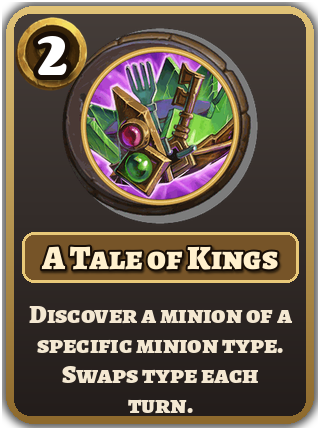 2
A Tale of Kings
Discover a minion of a
specific minion type.
Swaps type each
turn.